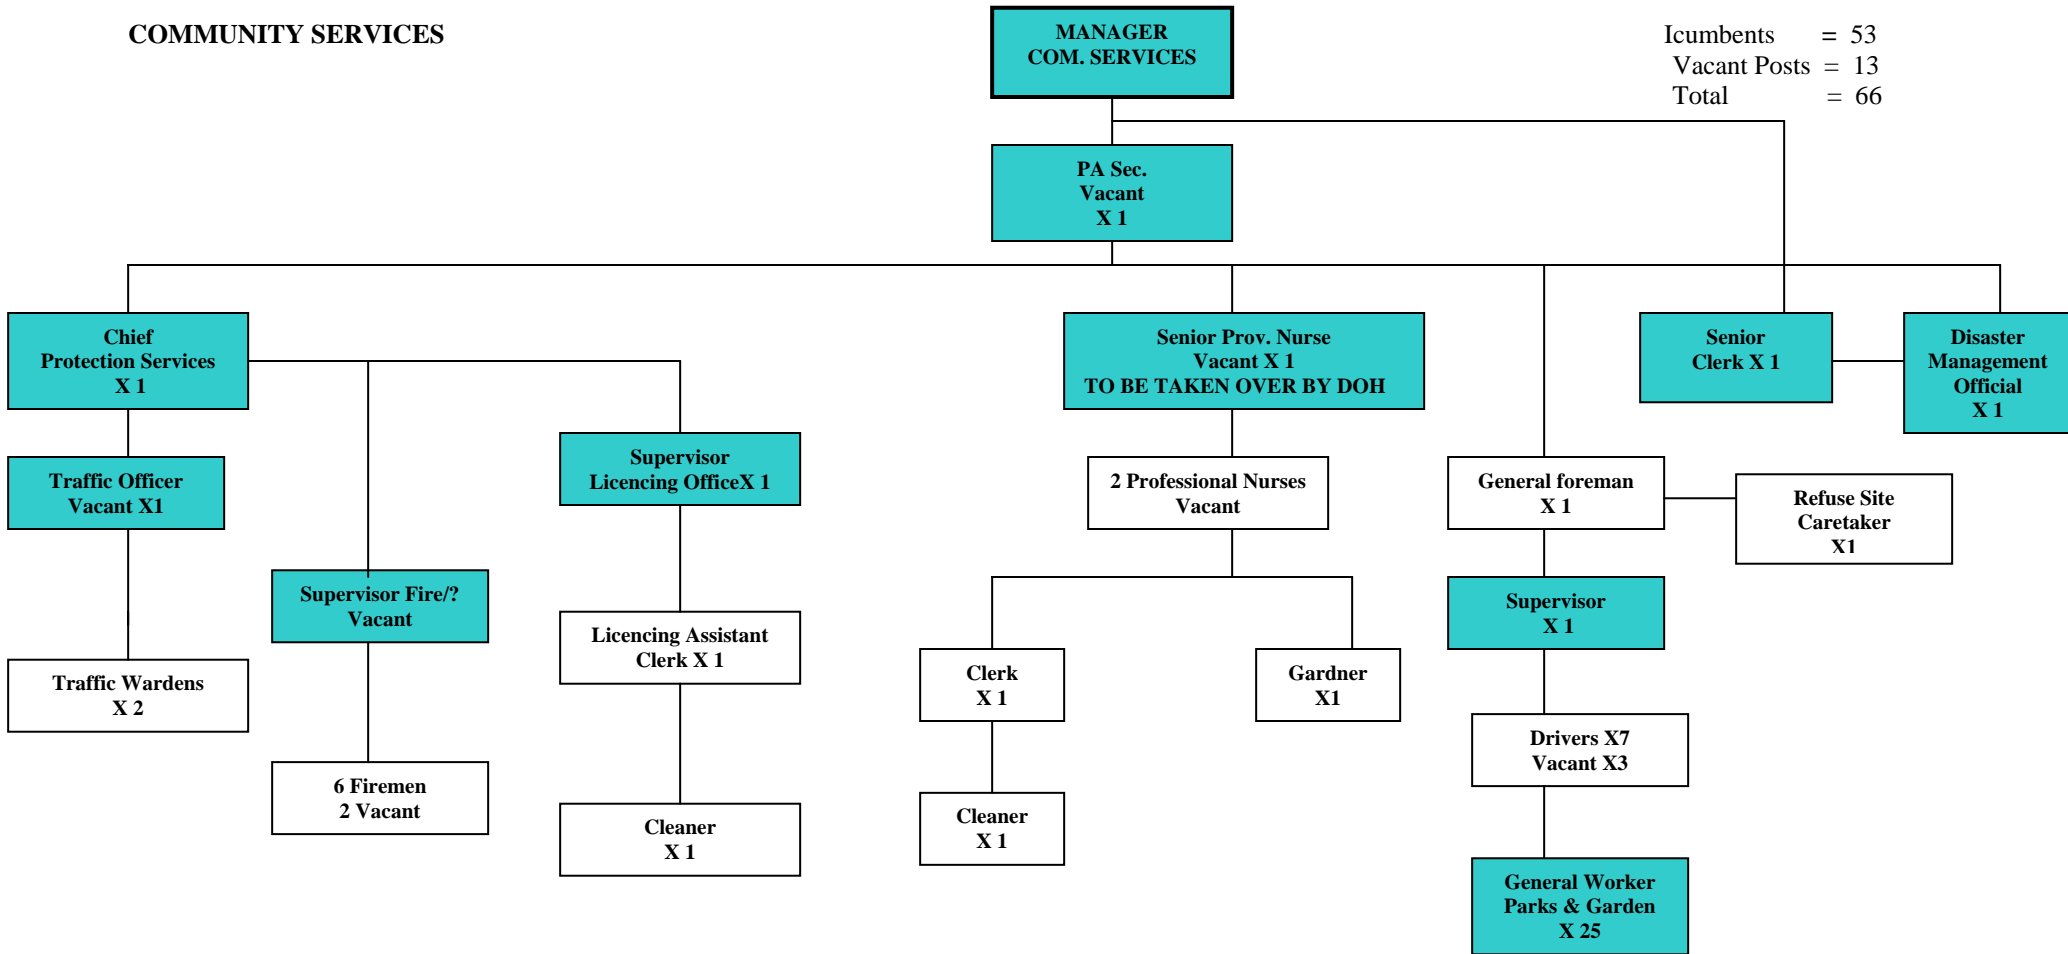 COMMUNITY SERVICES
MANAGER
COM. SERVICES
Icumbents = 53
Vacant Posts = 13
Total = 66
PA Sec.
Vacant
X 1
Chief
Protection Services
X 1
Senior Prov. Nurse
Vacant X 1
TO BE TAKEN OVER BY DOH
Senior
Clerk X 1
Disaster
Management
Official
X 1
Traffic Officer
Vacant X1
Supervisor
Licencing OfficeX 1
2 Professional Nurses
Vacant
General foreman
X 1
Refuse Site
Caretaker
X1
Supervisor Fire/?
Vacant
Supervisor
X 1
Licencing Assistant
Clerk X 1
Traffic Wardens
X 2
Clerk
X 1
Gardner
X1
Drivers X7
Vacant X3
6 Firemen
2 Vacant
Cleaner
X 1
Cleaner
X 1
General Worker
Parks & Garden
X 25